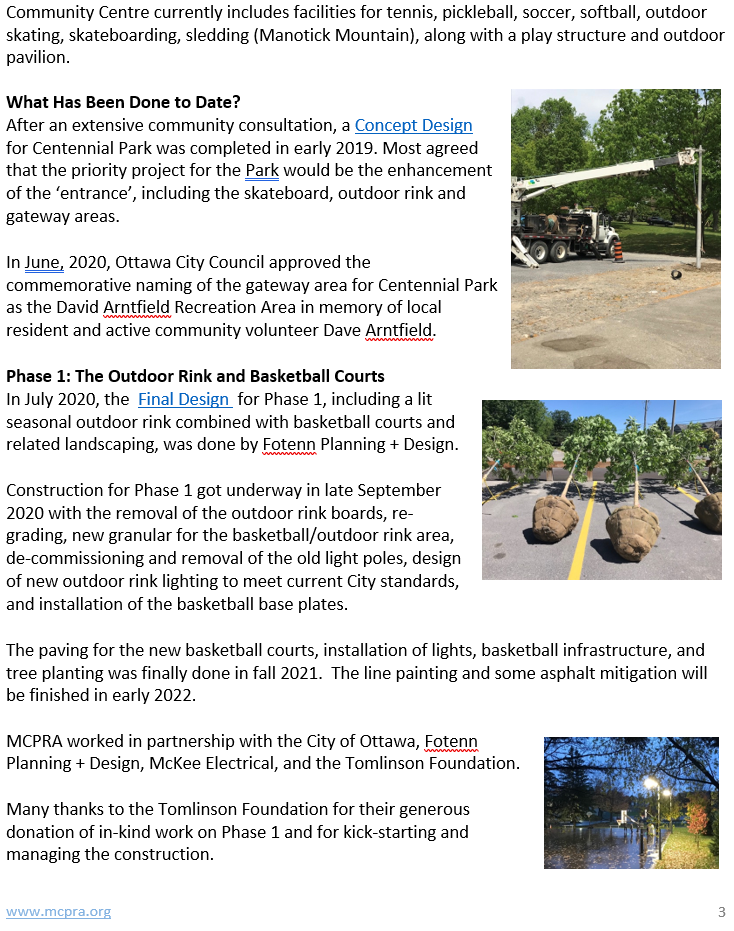 Community Centre currently includes facilities for tennis, pickleball, soccer, softball, outdoor
skating, skateboarding, sledding (Manotick Mountain), along with a play structure and outdoor
pavilion.
What Has Been Done to Date?
After an extensive community consultation, a Concept Design
for Centennial Park was completed in early 2019. Most agreed
that the priority project for the Park would be the enhancement
of the ‘entrance’, including the skateboard, outdoor rink and
gateway areas.
In June, 2020, Ottawa City Council approved the
commemorative naming of the gateway area for Centennial Park
as the David Arntfield Recreation Area in memory of local
resident and active community volunteer Dave Arntfield.
Phase 1: The Outdoor Rink and Basketball Courts
In July 2020, the  Final Design  for Phase 1, including a lit
seasonal outdoor rink combined with basketball courts and
related landscaping, was done by Fotenn Planning + Design.
Construction for Phase 1 got underway in late September
2020 with the removal of the outdoor rink boards, re-
grading, new granular for the basketball/outdoor rink area,
de-commissioning and removal of the old light poles, design
of new outdoor rink lighting to meet current City standards,
and installation of the basketball base plates.
The paving for the new basketball courts, installation of lights, basketball infrastructure, and
tree planting was finally done in fall 2021.  The line painting and some asphalt mitigation will
be finished in early 2022.
MCPRA worked in partnership with the City of Ottawa, Fotenn
Planning + Design, McKee Electrical, and the Tomlinson Foundation.
Many thanks to the Tomlinson Foundation for their generous
donation of in-kind work on Phase 1 and for kick-starting and
managing the construction.
www.mcpra.org
3